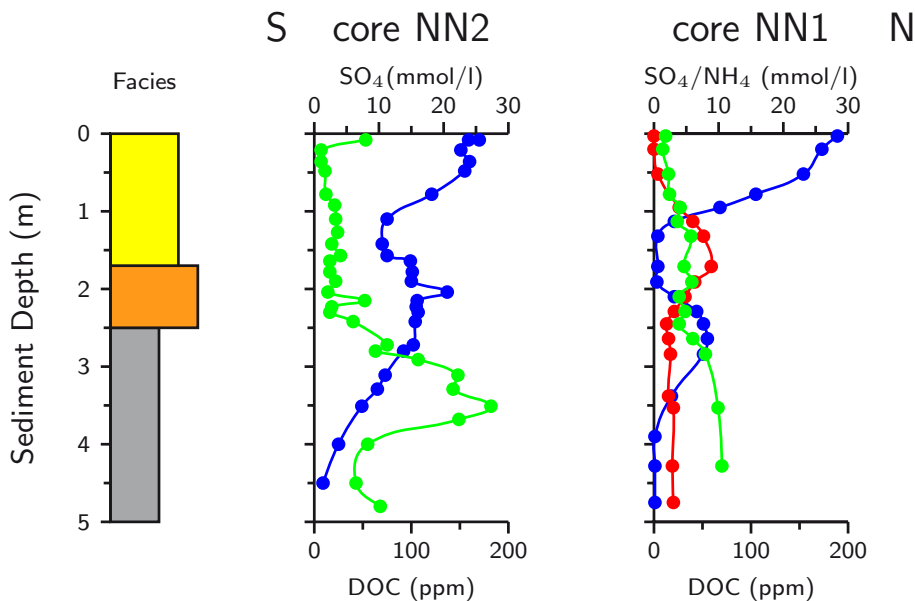 S core NN2 core NN1 N
Facies SO₄(mmol/l) SO₄/NH₄ (mmol/l)
0 10 20 30 0 10 20 30
Sediment Depth (m)
0
1
2
3
4
5
0 100 200 0 100 200
DOC (ppm) DOC (ppm)